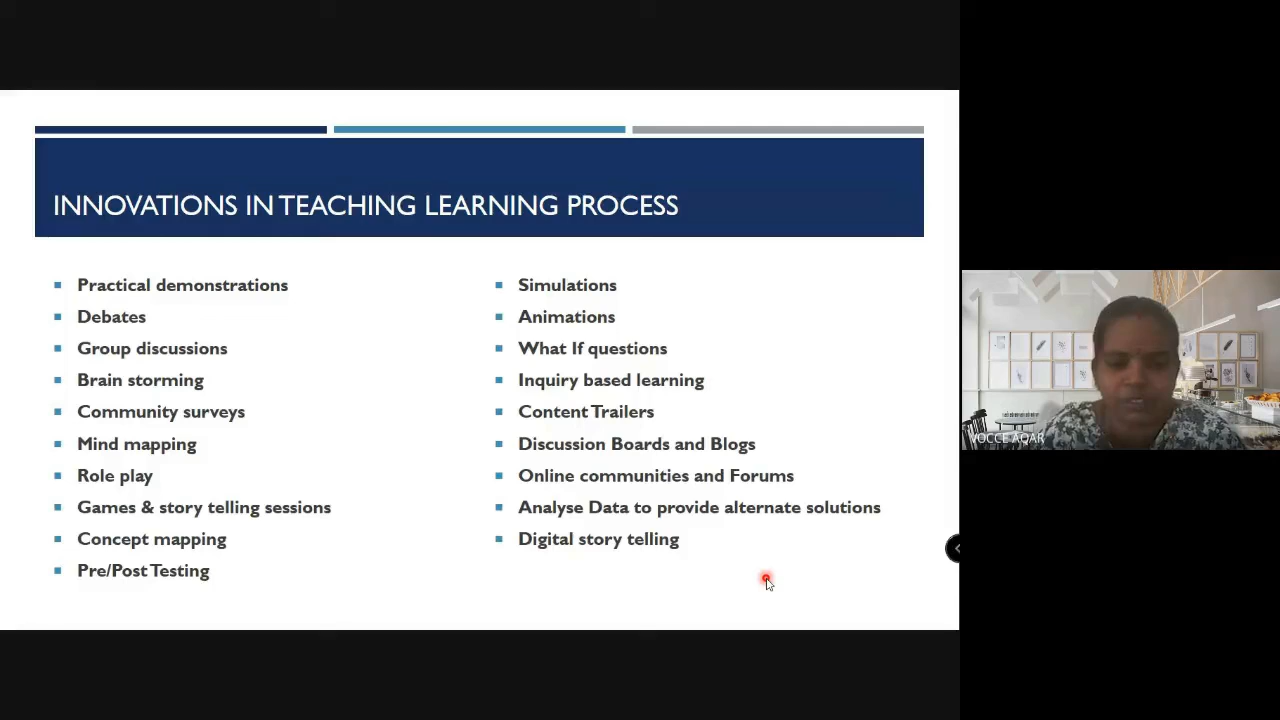 INNOVATIONS IN TEACHING LEARNING PROCESS
Practical demonstrations
Debates
Group discussions
Brain storming
Community surveys
Mind mapping
Role play
Games & story telling sessions
Concept mapping
Pre/Post Testing
Simulations
Animations
What If questions
Inquiry based learning
Content Trailers
Discussion Boards and Blogs
Online communities and Forums
Analyse Data to provide alternate solutions
Digital story telling
VOCCE AQAR